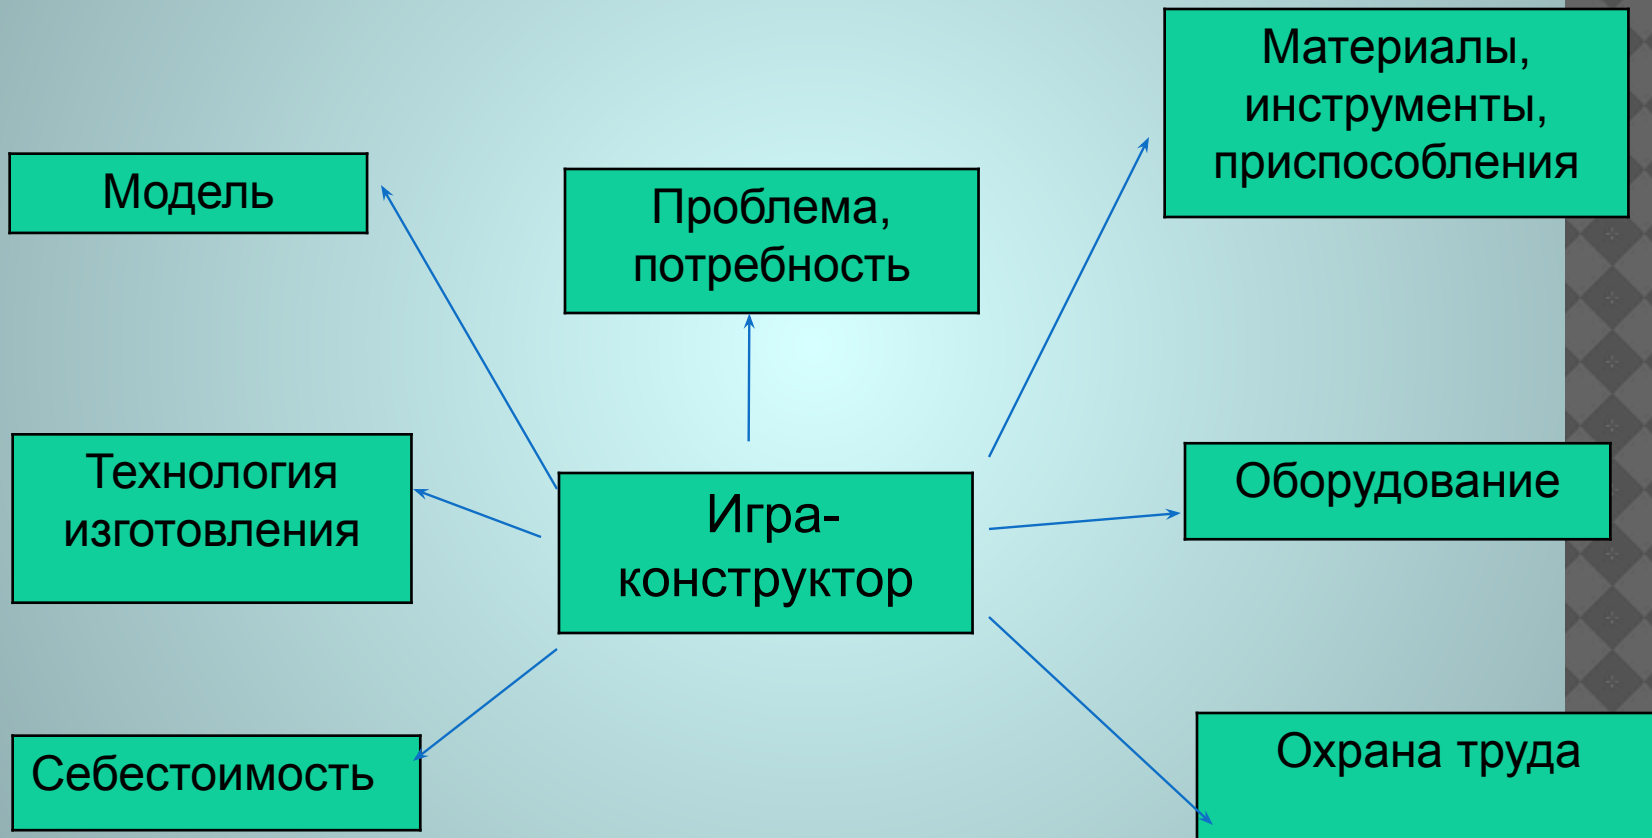 Материалы,
инструменты,
приспособления
Модель
Проблема,
потребность
Технология
изготовления
Игра-
конструктор
Оборудование
Себестоимость
Охрана труда